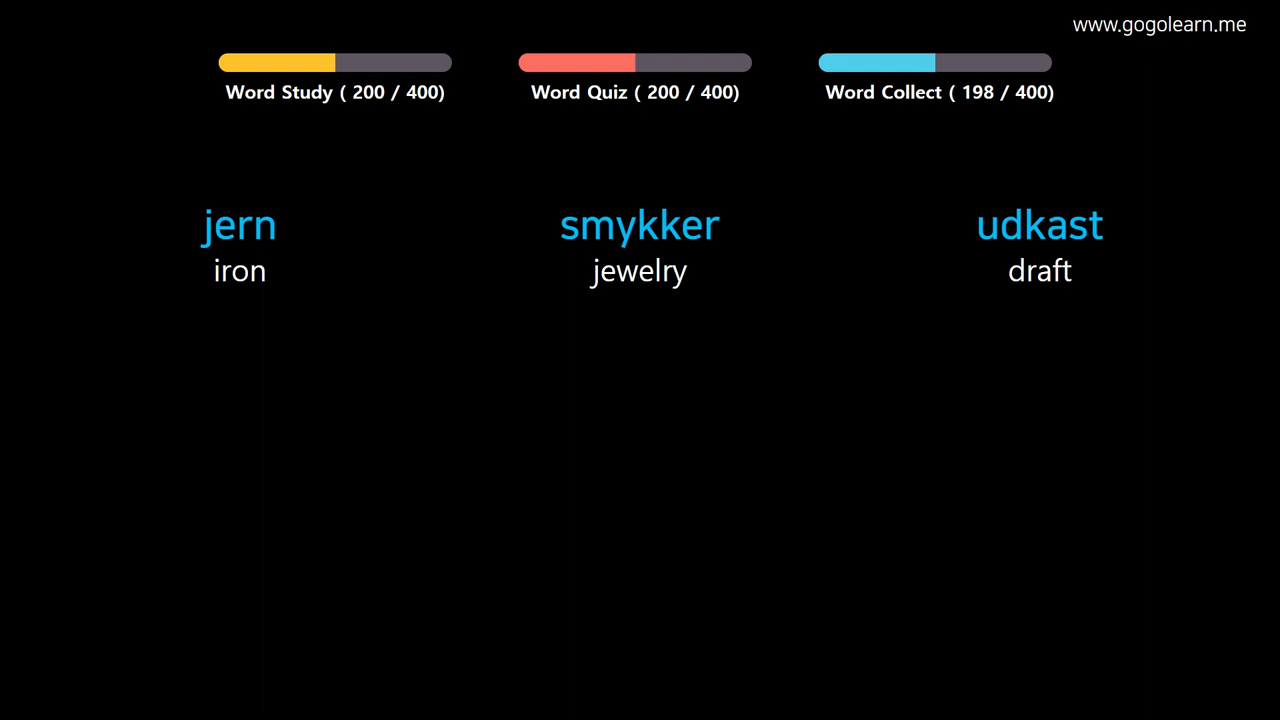 www.gogolearn.me
Word Study ( 200 / 400)
Word Quiz ( 200 / 400)
Word Collect ( 198 / 400)
jern
iron
smykker
jewelry
udkast
draft